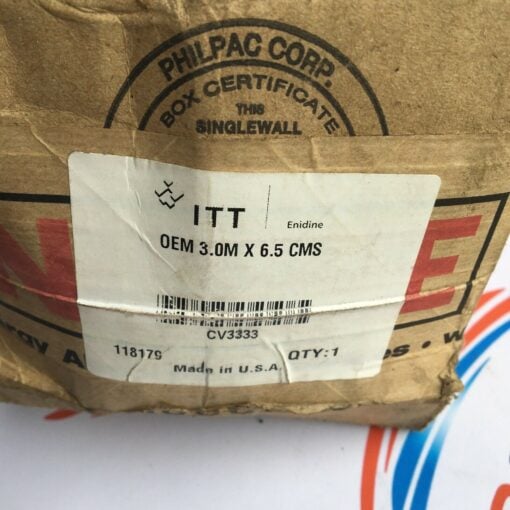 PHILPAC CORP.
BOX CERTIFICATE
THIS
SINGLEWALL
ITT
Enidine
OEM 3.0M X 6.5 CMS
CV3333
118179
QTY:1
Made in U.S.A.
N
E